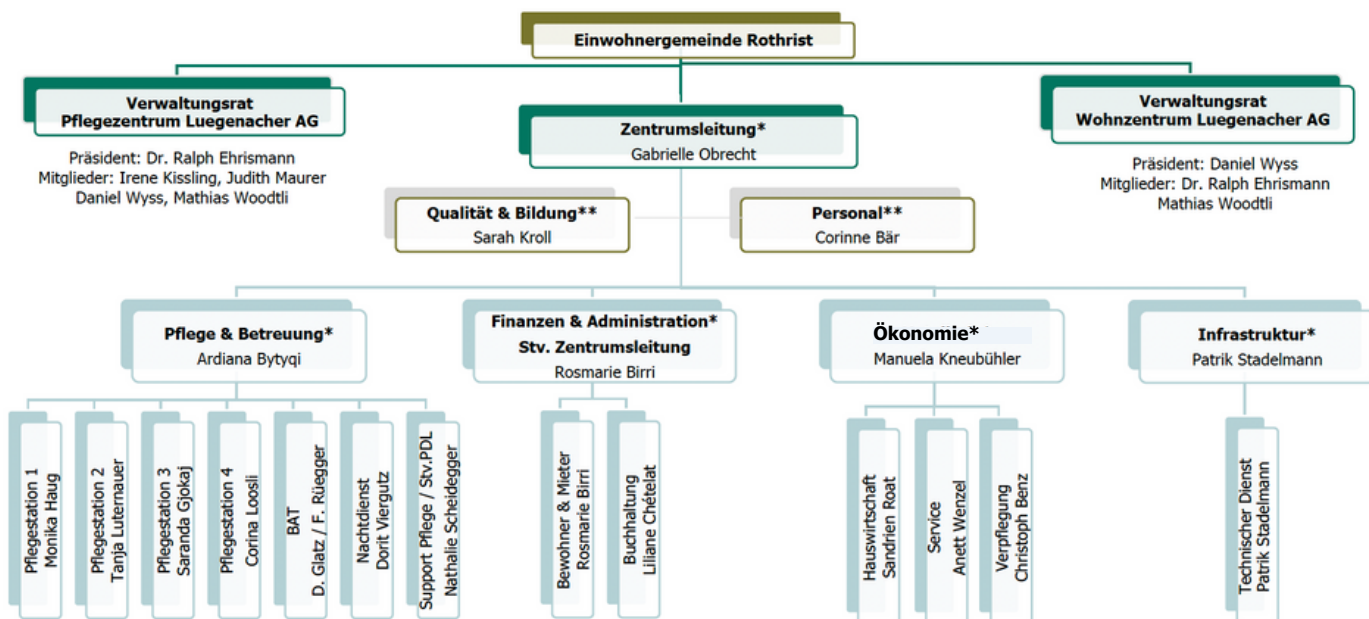 Einwohnergemeinde Rothrist
Verwaltungsrat
Pflegezentrum Luegenacher AG
Präsident: Dr. Ralph Ehrismann
Mitglieder: Irene Kissling, Judith Maurer
Daniel Wyss, Mathias Woodtli
Zentrumsleitung*
Gabrielle Obrecht
Verwaltungsrat
Wohnzentrum Luegenacher AG
Präsident: Daniel Wyss
Mitglieder: Dr. Ralph Ehrismann
Mathias Woodtli
Qualität & Bildung**
Sarah Kroll
Personal**
Corinne Bär
Pflege & Betreuung*
Ardiana Bytyqi
Finanzen & Administration*
Stv. Zentrumsleitung
Rosmarie Birri
Ökonomie*
Manuela Kneubühler
Infrastruktur*
Patrik Stadelmann
Pflegestation 1
Monika Haug
Pflegestation 2
Tanja Luternauer
Pflegestation 3
Saranda Gjokaj
Pflegestation 4
Corina Loosli
BAT
D. Glatz / F. Rüegger
Nachtdienst
Dorit Viergutz
Support Pflege / Stv.PDL
Nathalie Scheidegger
Bewohner & Mieter
Rosmarie Birri
Buchhaltung
Liliane Chételat
Hauswirtschaft
Sandrien Roat
Service
Anett Wenzel
Verpflegung
Christoph Benz
Technischer Dienst
Patrik Stadelmann